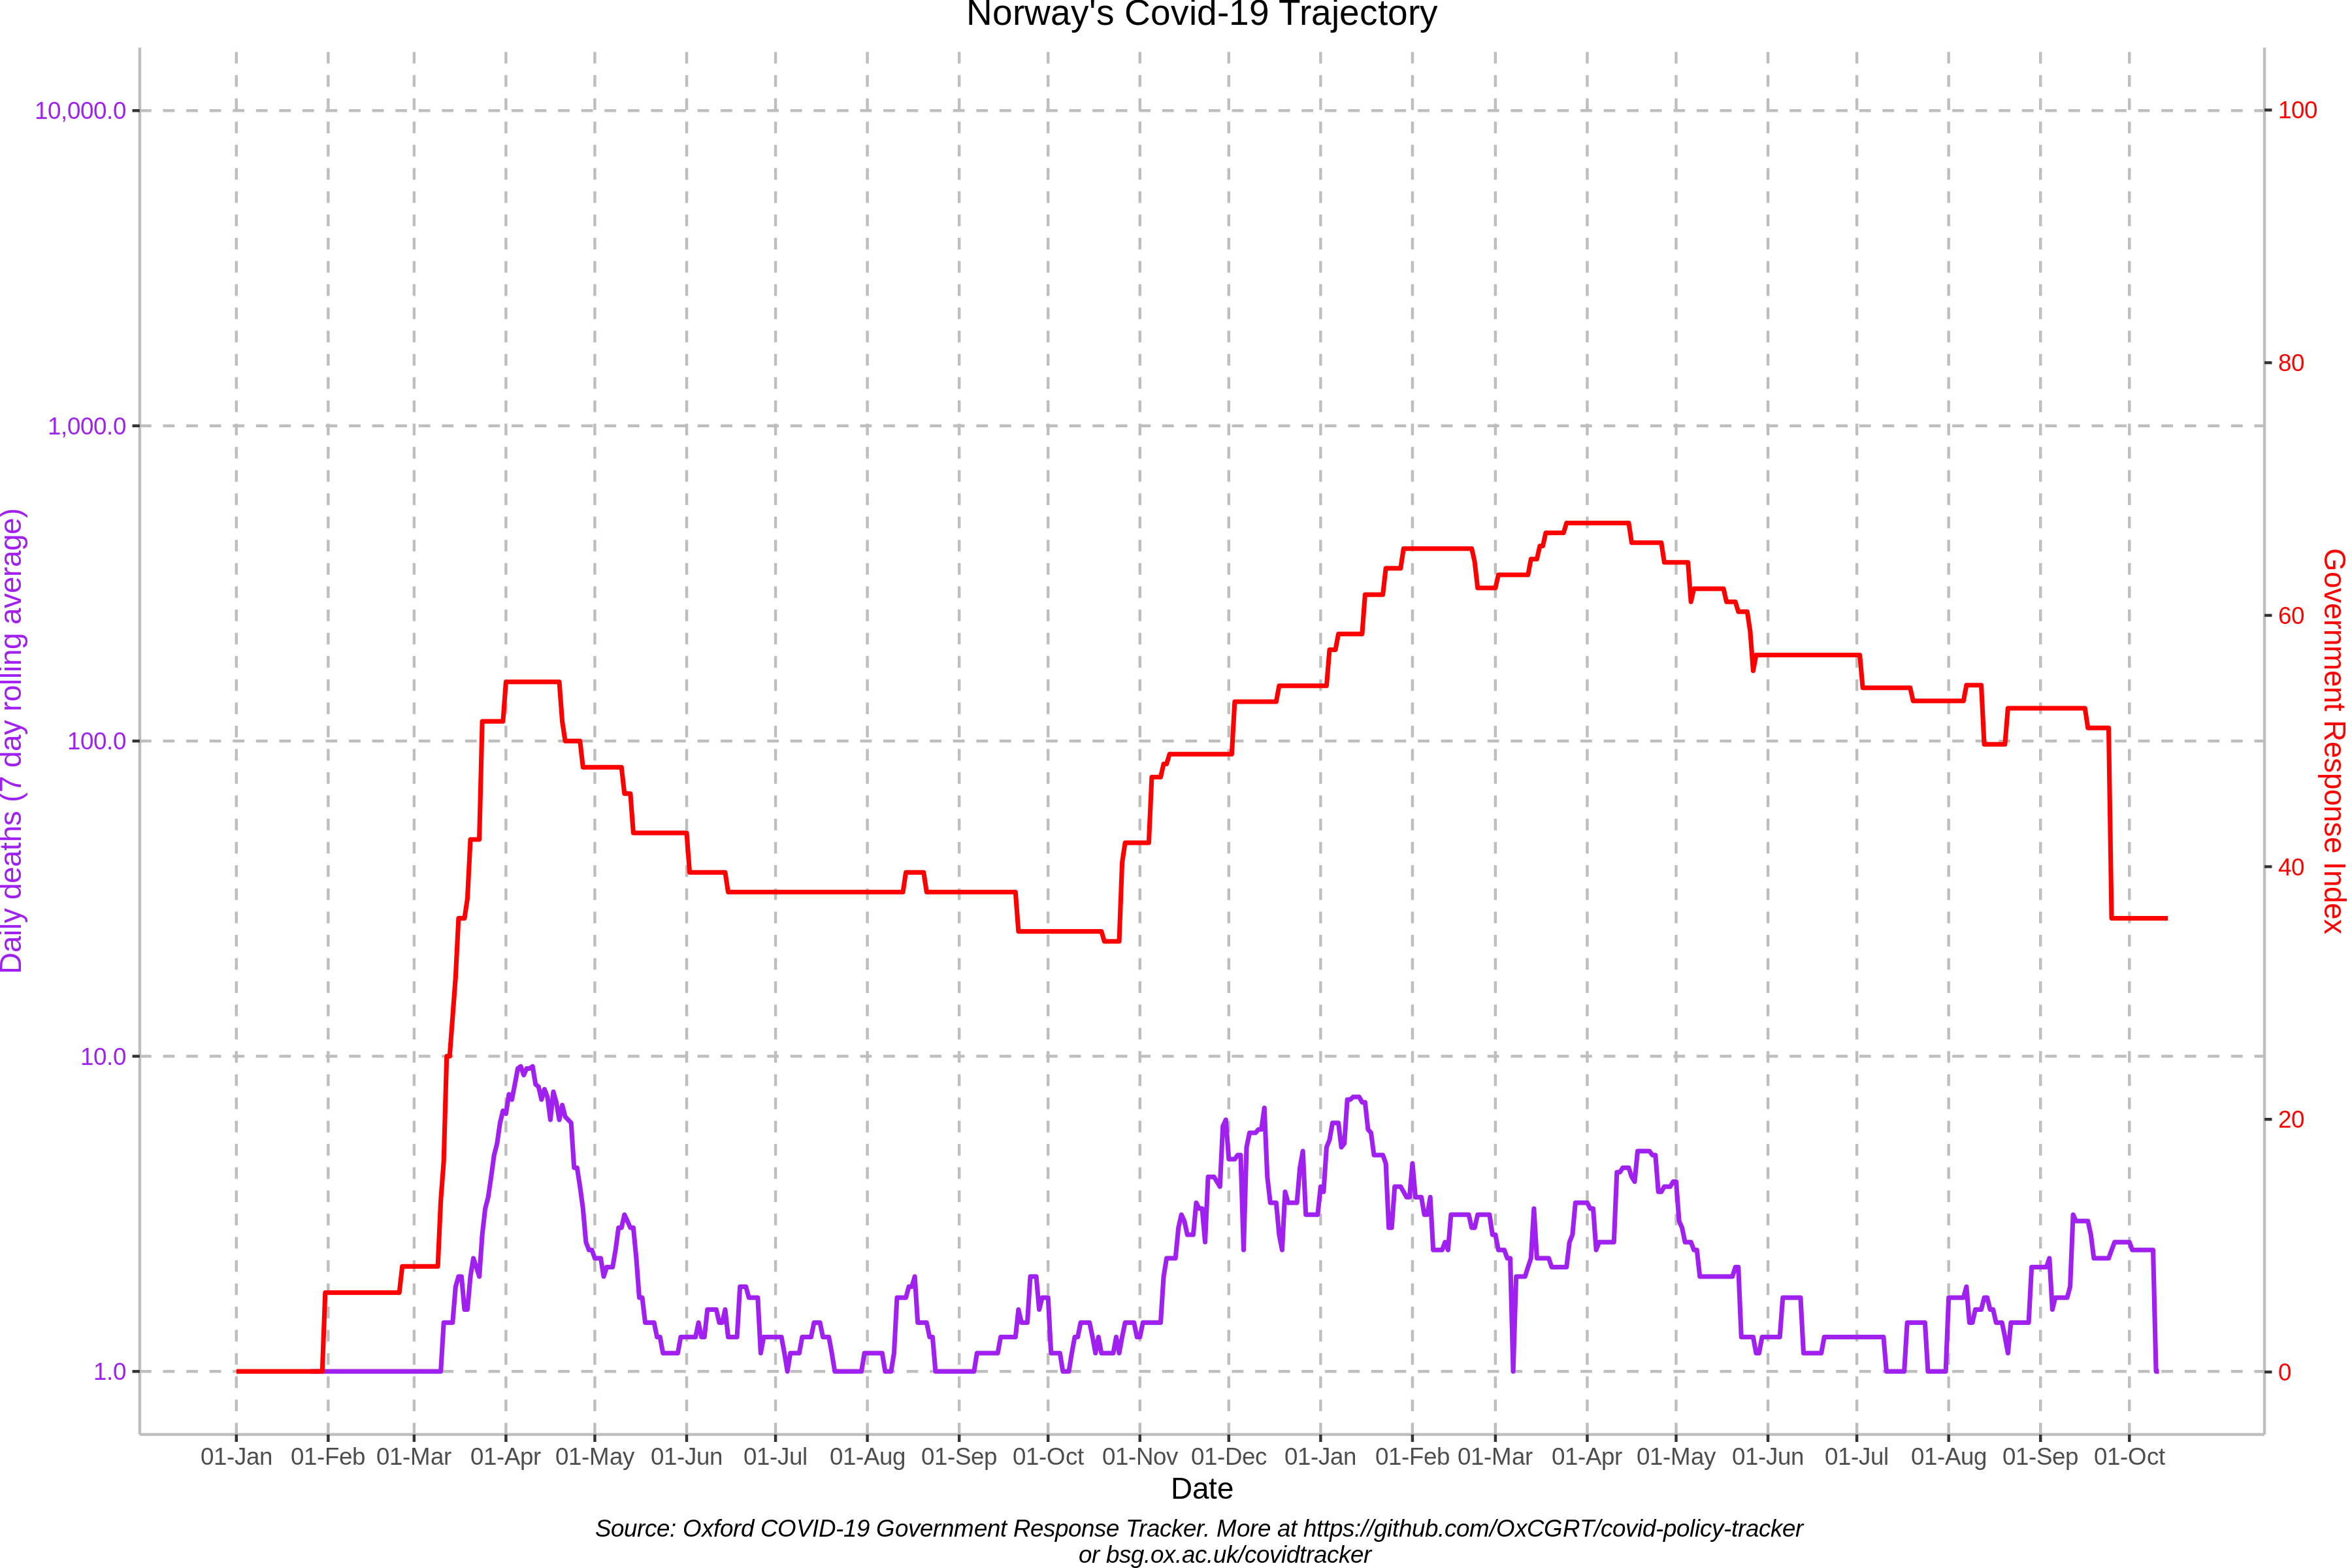 Norway's Covid-19 Trajectory
10,000.0
1,000.0
100.0
10.0
1.0
Daily deaths (7 day rolling average)
100
80
60
40
20
0
Government Response Index
01-Jan 01-Feb 01-Mar 01-Apr 01-May 01-Jun 01-Jul 01-Aug 01-Sep 01-Oct 01-Nov 01-Dec 01-Jan 01-Feb 01-Mar 01-Apr 01-May 01-Jun 01-Jul 01-Aug 01-Sep 01-Oct
Date
Source: Oxford COVID-19 Government Response Tracker. More at https://github.com/OxCGRT/covid-policy-tracker
or bsg.ox.ac.uk/covidtracker